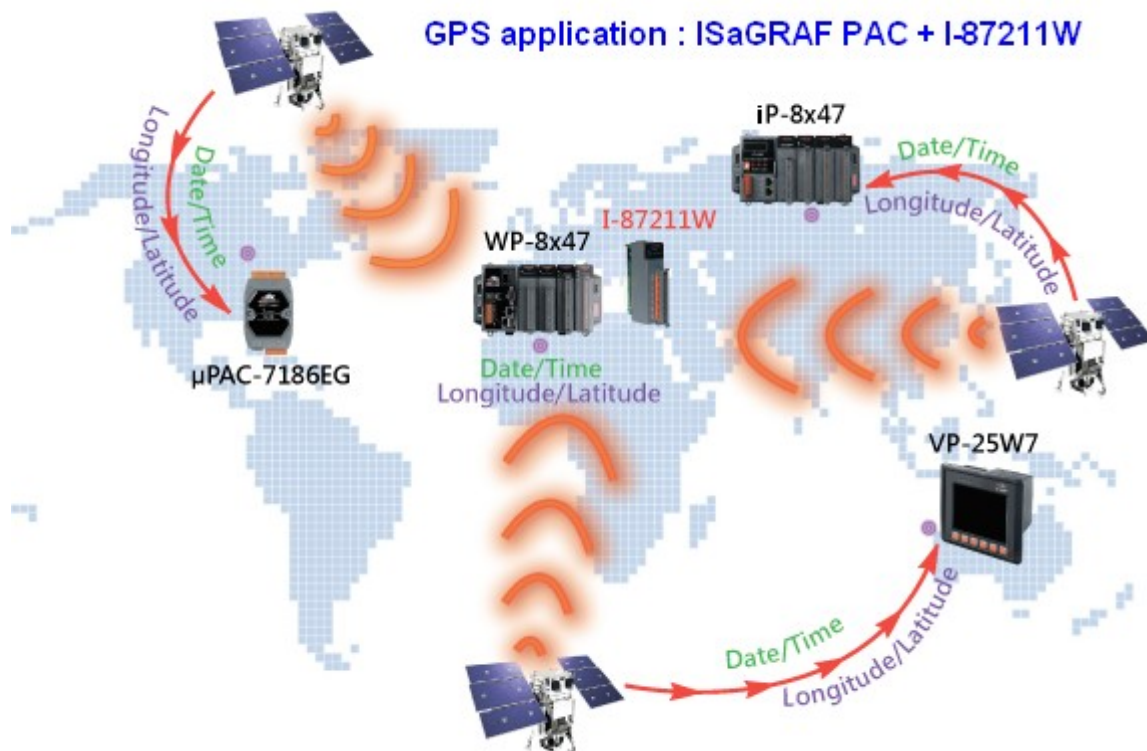 GPS application : ISaGRAF PAC + I-87211W
iP-8x47
Date/Time
Longitude/Latitude
Longitude/Latitude
Date/Time
I-87211W
WP-8x47
Date/Time
Longitude/Latitude
µPAC-7186EG
VP-25W7
Date/Time
Longitude/Latitude